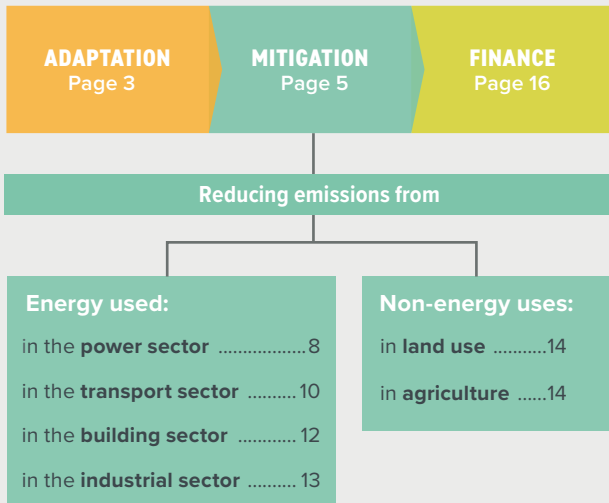 ADAPTATION
Page 3
MITIGATION
Page 5
FINANCE
Page 16
Reducing emissions from
Energy used:
in the power sector ..................8
in the transport sector ..........10
in the building sector ............12
in the industrial sector ..........13
Non-energy uses:
in land use ...........14
in agriculture ......14